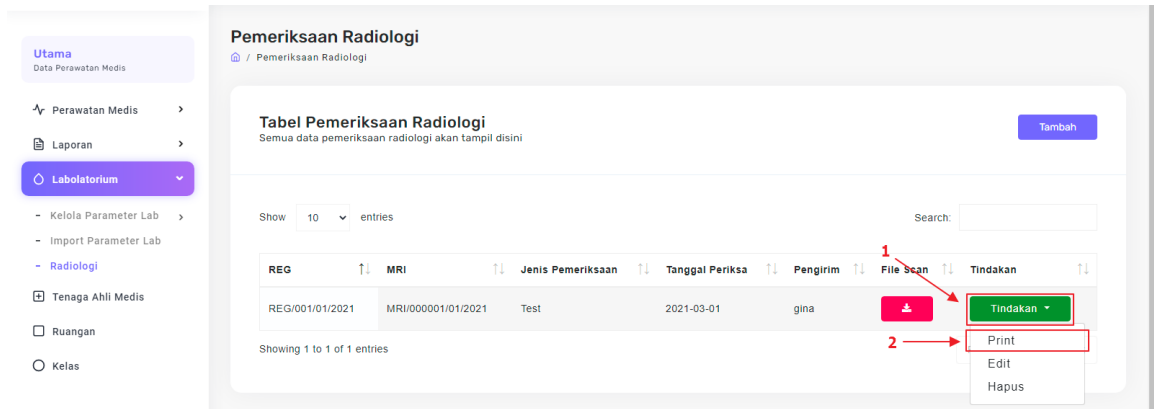 Utama
Data Perawatan Medis
Perawatan Medis
Laporan
Labolatorium
- Kelola Parameter Lab
- Import Parameter Lab
- Radiologi
Tenaga Ahli Medis
Ruangan
Kelas
Pemeriksaan Radiologi
/ Pemeriksaan Radiologi
Tabel Pemeriksaan Radiologi
Semua data pemeriksaan radiologi akan tampil disini
Tambah
Show 10 entries
Search:
1
REG MRI Jenis Pemeriksaan Tanggal Periksa Pengirim File Scan Tindakan
REG/001/01/2021 MRI/000001/01/2021 Test 2021-03-01 gina Tindakan
Showing 1 to 1 of 1 entries
2
Print
Edit
Hapus